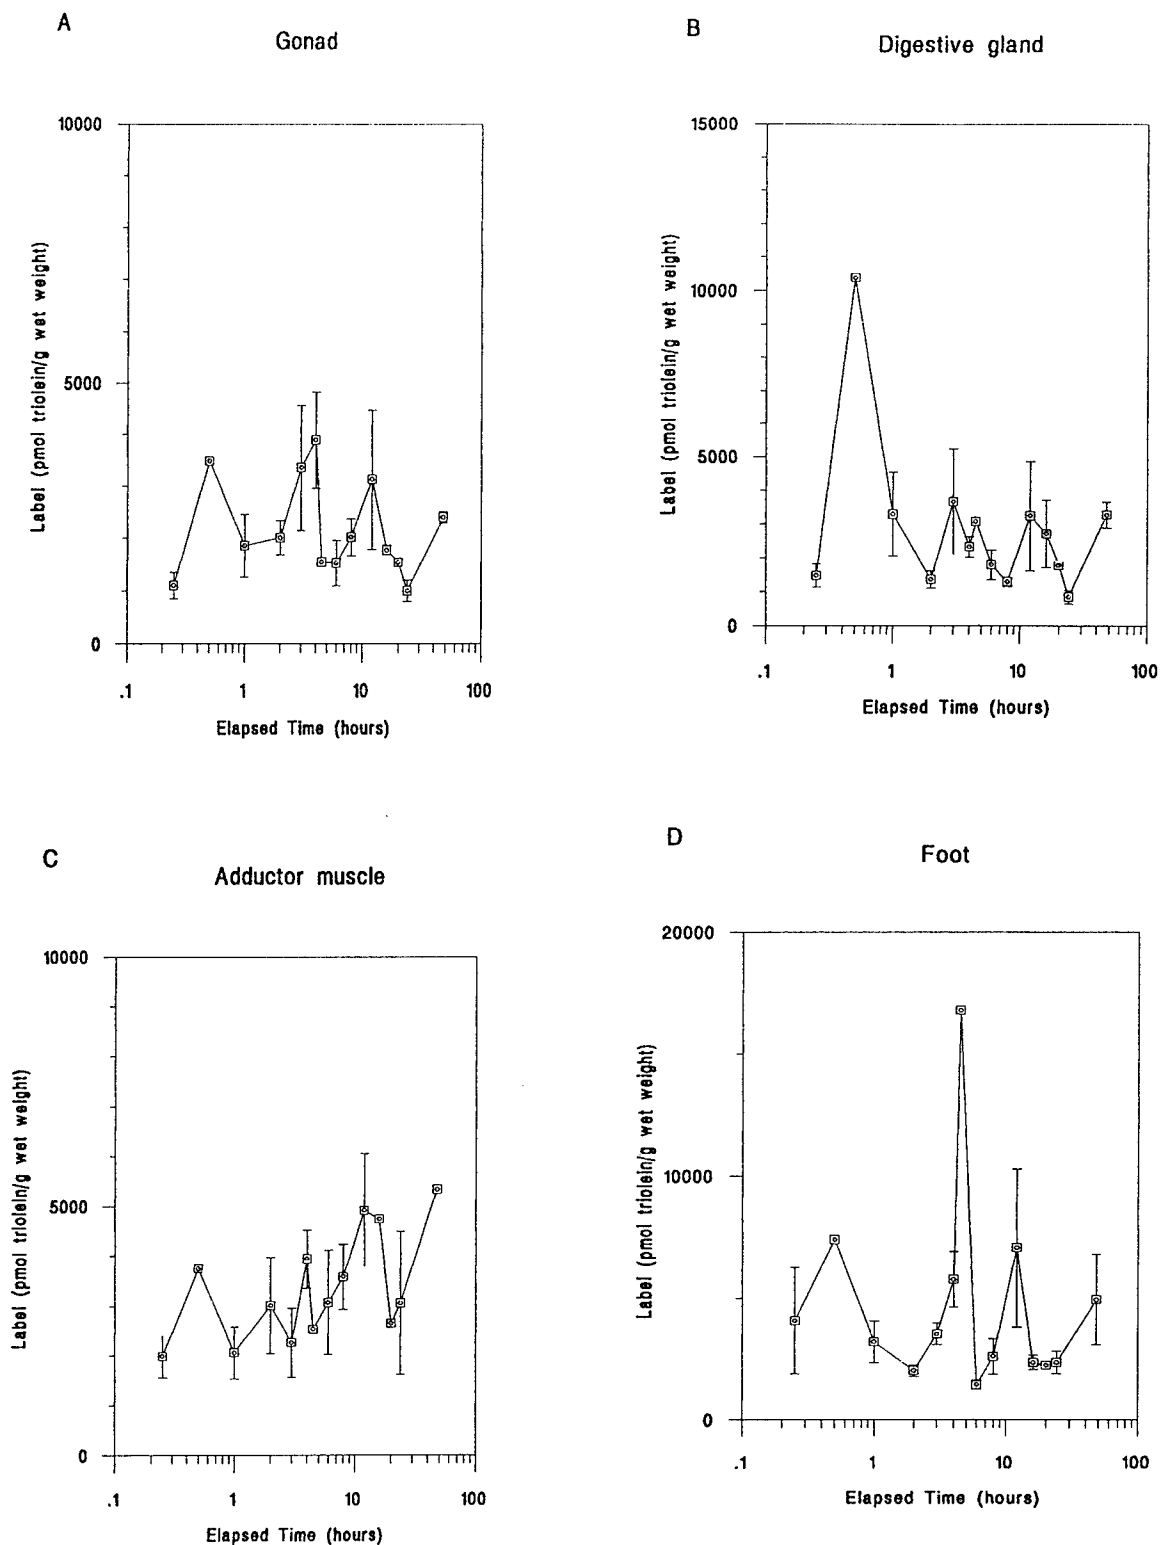 A
Gonad
10000
5000
0
Label (pmol triolein/g wet weight)
.1 1 10 100
Elapsed Time (hours)
B
Digestive gland
15000
10000
5000
0
Label (pmol triolein/g wet weight)
.1 1 10 100
Elapsed Time (hours)
C
Adductor muscle
10000
5000
0
Label (pmol triolein/g wet weight)
.1 1 10 100
Elapsed Time (hours)
D
Foot
20000
10000
0
Label (pmol triolein/g wet weight)
.1 1 10 100
Elapsed Time (hours)